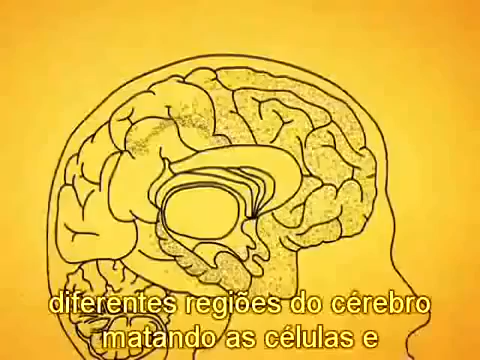 diferentes regiões do cérebro
matando as células e